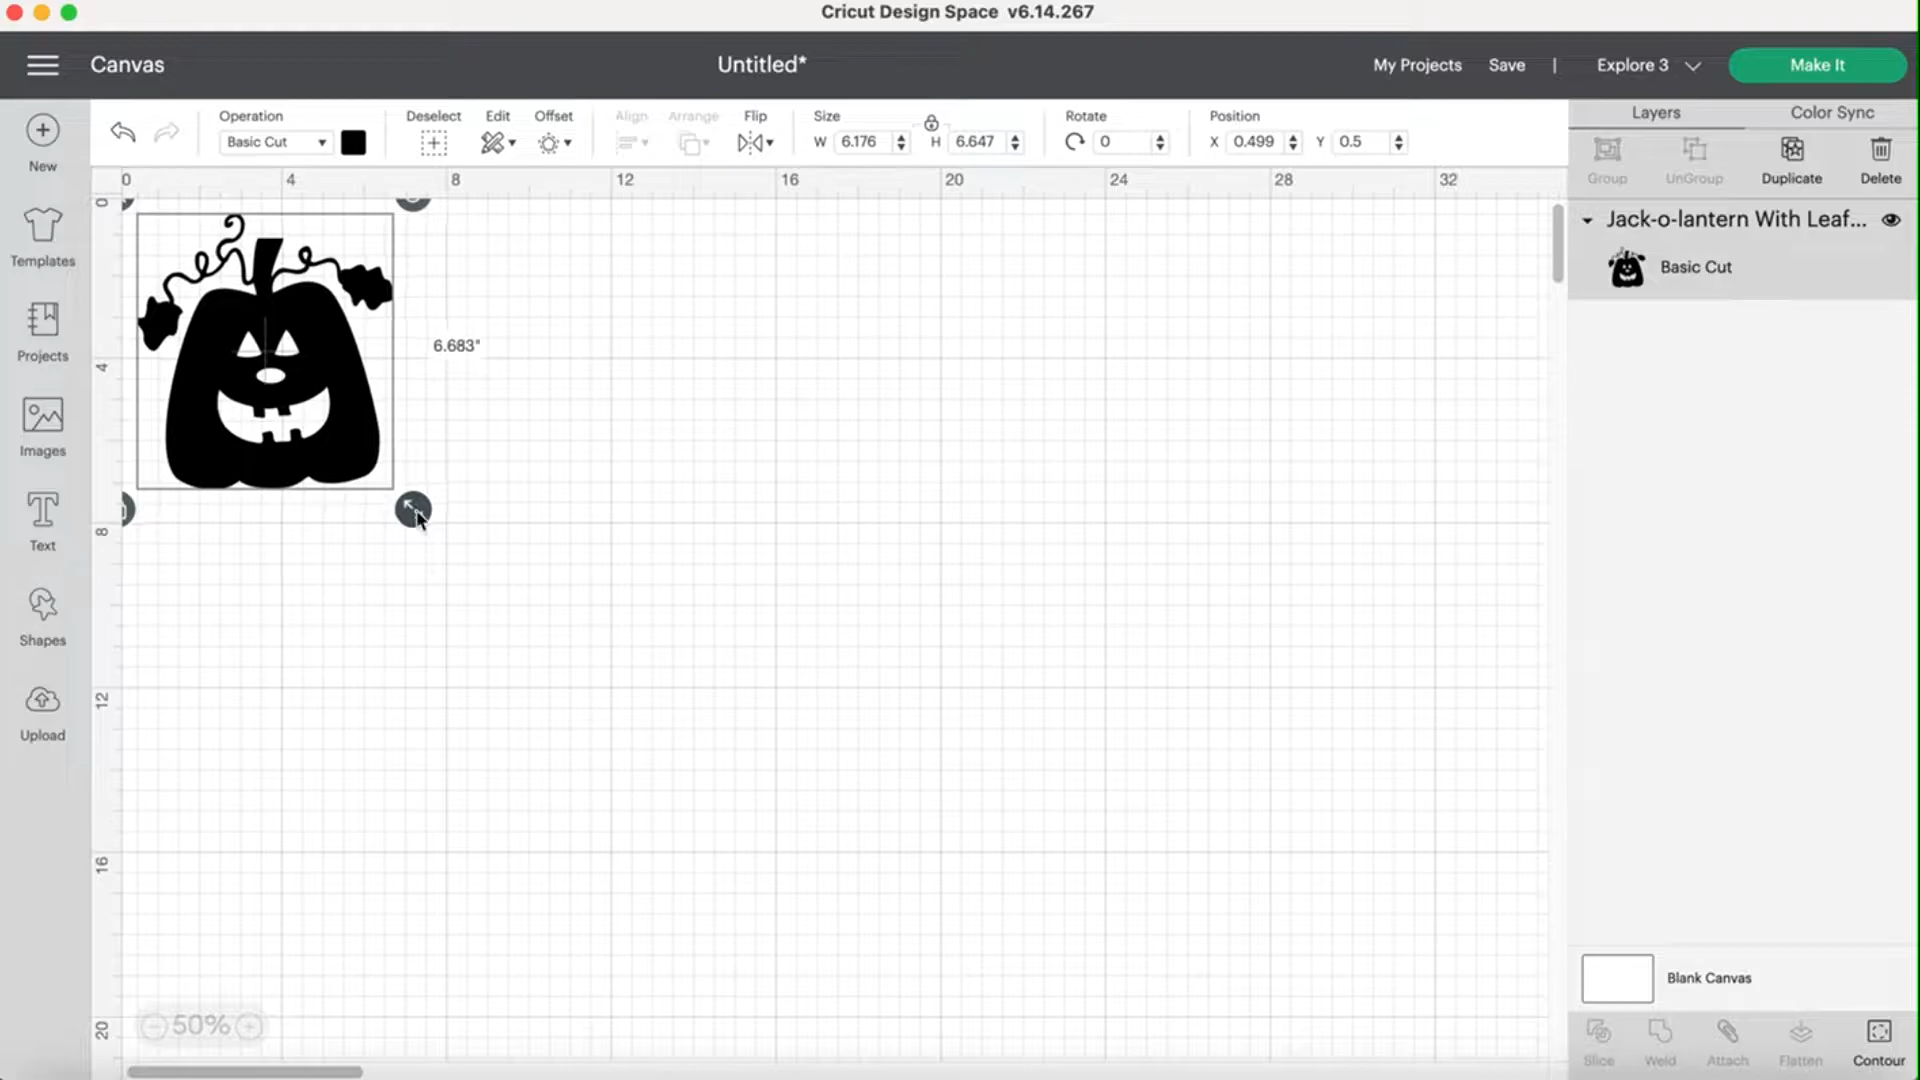 Cricut Design Space v6.14.267
Canvas
Untitled*
My Projects Save | Explore 3 Make It
Operation
Basic Cut
Deselect Edit Offset Align Arrange Flip
Size
W 6.176 H 6.647
Rotate
0
Position
X 0.499 Y 0.5
Layers Color Sync
Group UnGroup Duplicate Delete
New
Templates
Projects
Images
Text
Shapes
Upload
0 4 8 12 16 20 24 28 32
0
4
8
12
16
20
6.683"
Jack-o-lantern With Leaf...
Basic Cut
50%
Blank Canvas
Slice Weld Attach Flatten Contour